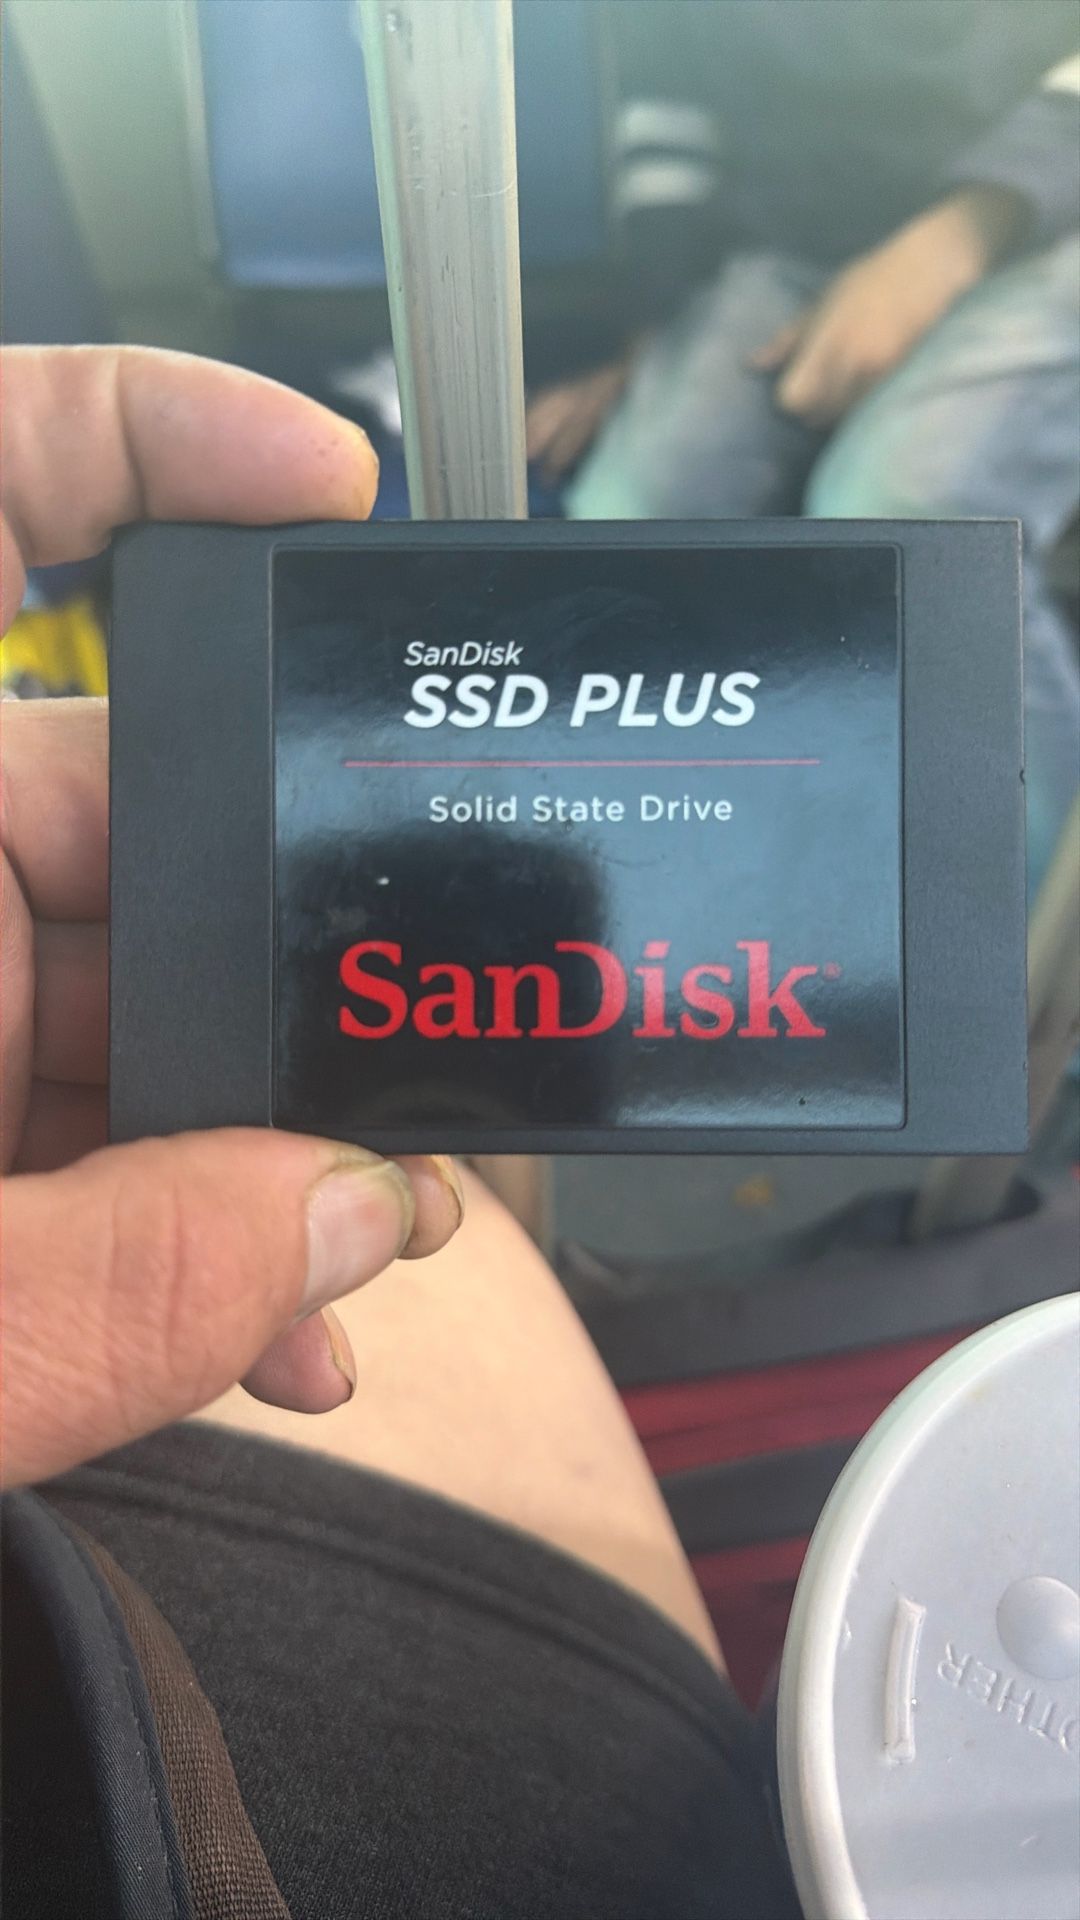 SanDisk
SSD PLUS
Solid State Drive
SanDisk®